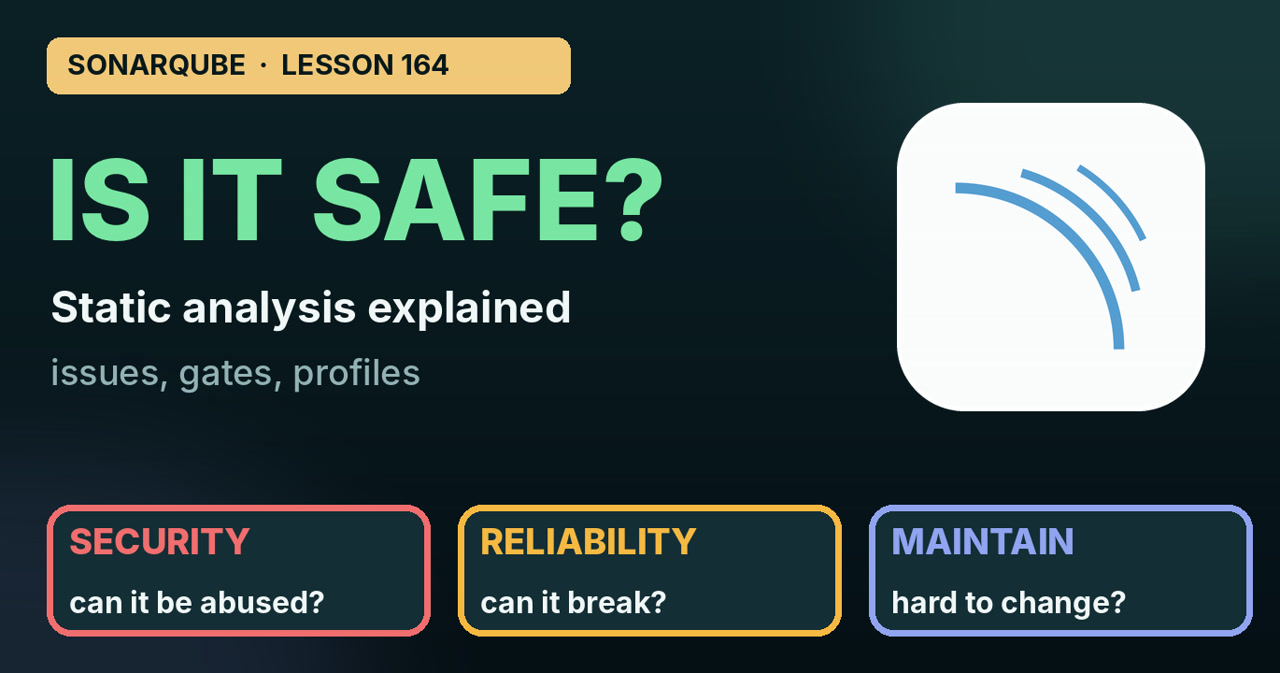 SONARQUBE · LESSON 164
IS IT SAFE?
Static analysis explained
issues, gates, profiles
SECURITY
can it be abused?
RELIABILITY
can it break?
MAINTAIN
hard to change?